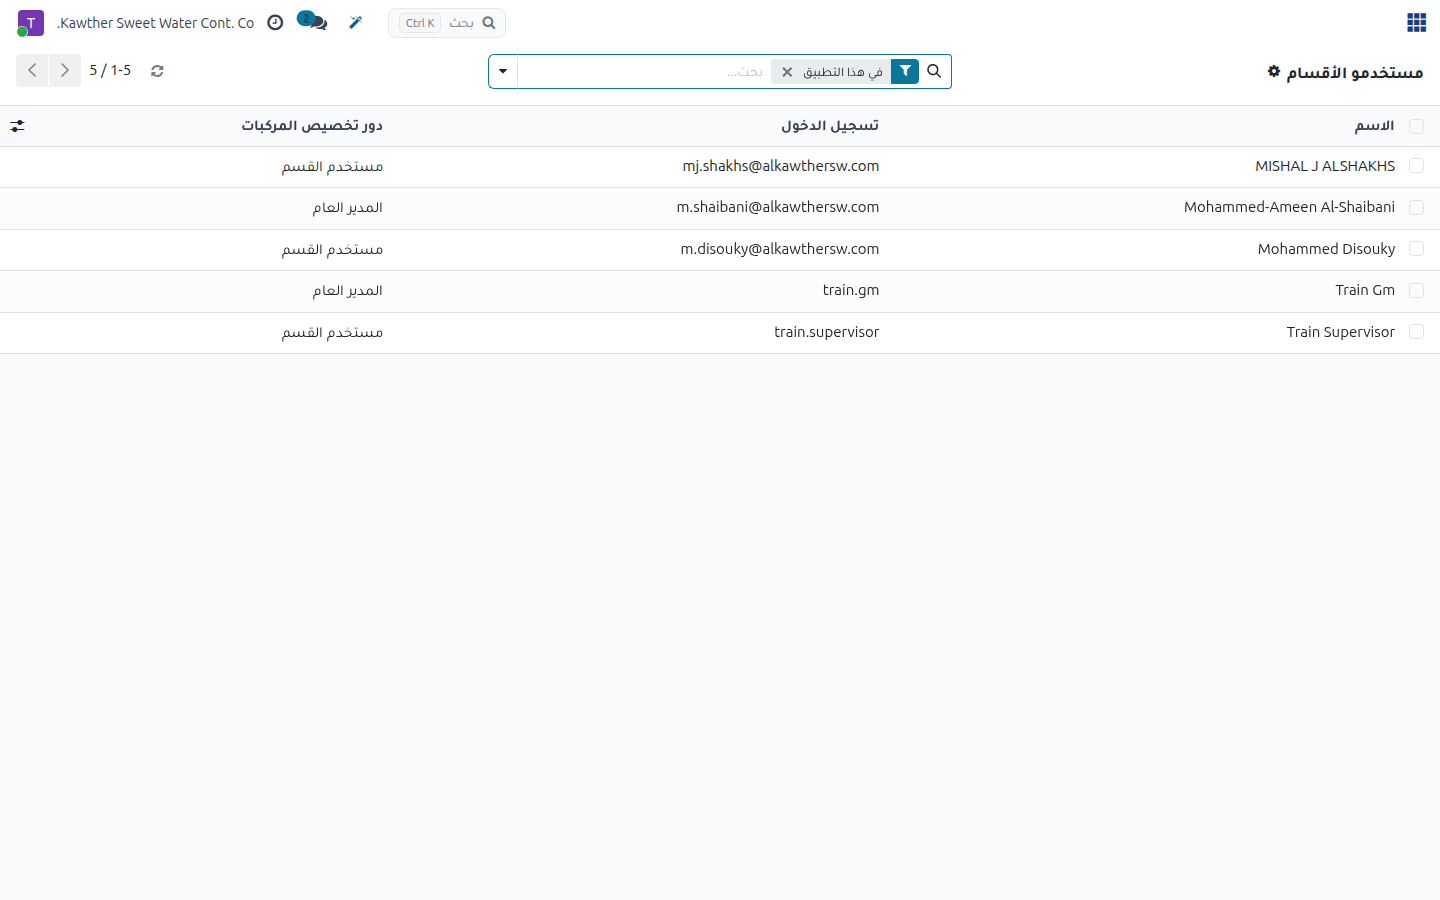 Kawther Sweet Water Cont. Co.
T
2
بحث
Ctrl K
مستخدمو الأقسام
في هذا التطبيق
بحث...
1-5 / 5
الاسم تسجيل الدخول دور تخصيص المركبات
MISHAL J ALSHAKHS mj.shakhs@alkawthersw.com مستخدم القسم
Mohammed-Ameen Al-Shaibani m.shaibani@alkawthersw.com المدير العام
Mohammed Disouky m.disouky@alkawthersw.com مستخدم القسم
Train Gm train.gm المدير العام
Train Supervisor train.supervisor مستخدم القسم